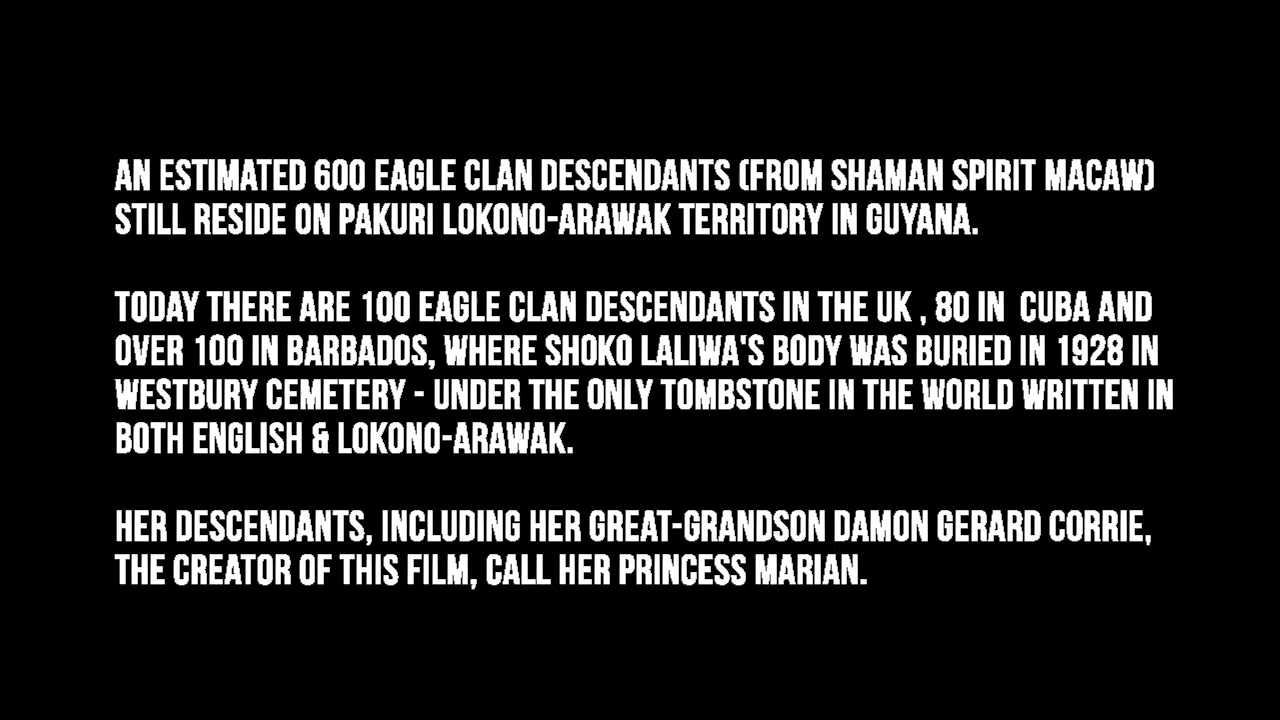 AN ESTIMATED 600 EAGLE CLAN DESCENDANTS (FROM SHAMAN SPIRIT MACAW)
STILL RESIDE ON PAKURI LOKONO-ARAWAK TERRITORY IN GUYANA.
TODAY THERE ARE 100 EAGLE CLAN DESCENDANTS IN THE UK , 80 IN  CUBA AND
OVER 100 IN BARBADOS, WHERE SHOKO LALIWA'S BODY WAS BURIED IN 1928 IN
WESTBURY CEMETERY - UNDER THE ONLY TOMBSTONE IN THE WORLD WRITTEN IN
BOTH ENGLISH & LOKONO-ARAWAK.
HER DESCENDANTS, INCLUDING HER GREAT-GRANDSON DAMON GERARD CORRIE,
THE CREATOR OF THIS FILM, CALL HER PRINCESS MARIAN.